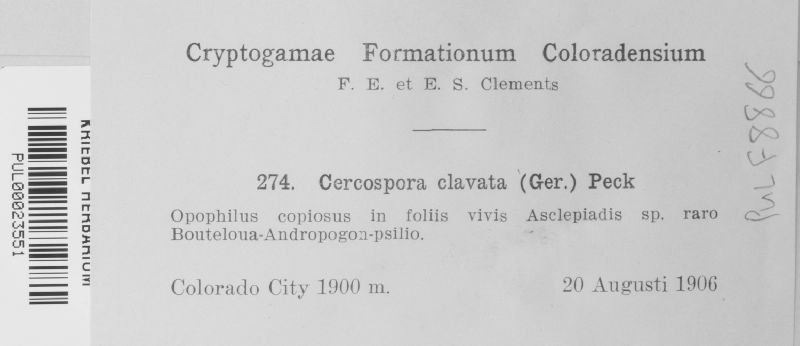 Cryptogamae Formationum Coloradensium
F. E. et E. S. Clements
274. Cercospora clavata (Ger.) Peck
Opophilus copiosus in foliis vivis Asclepiadis sp. raro
Bouteloua-Andropogon-psilio.
Colorado City 1900 m.
20 Augusti 1906
PUL F8866
KRIEBEL HERBARIUM
PUL00023551